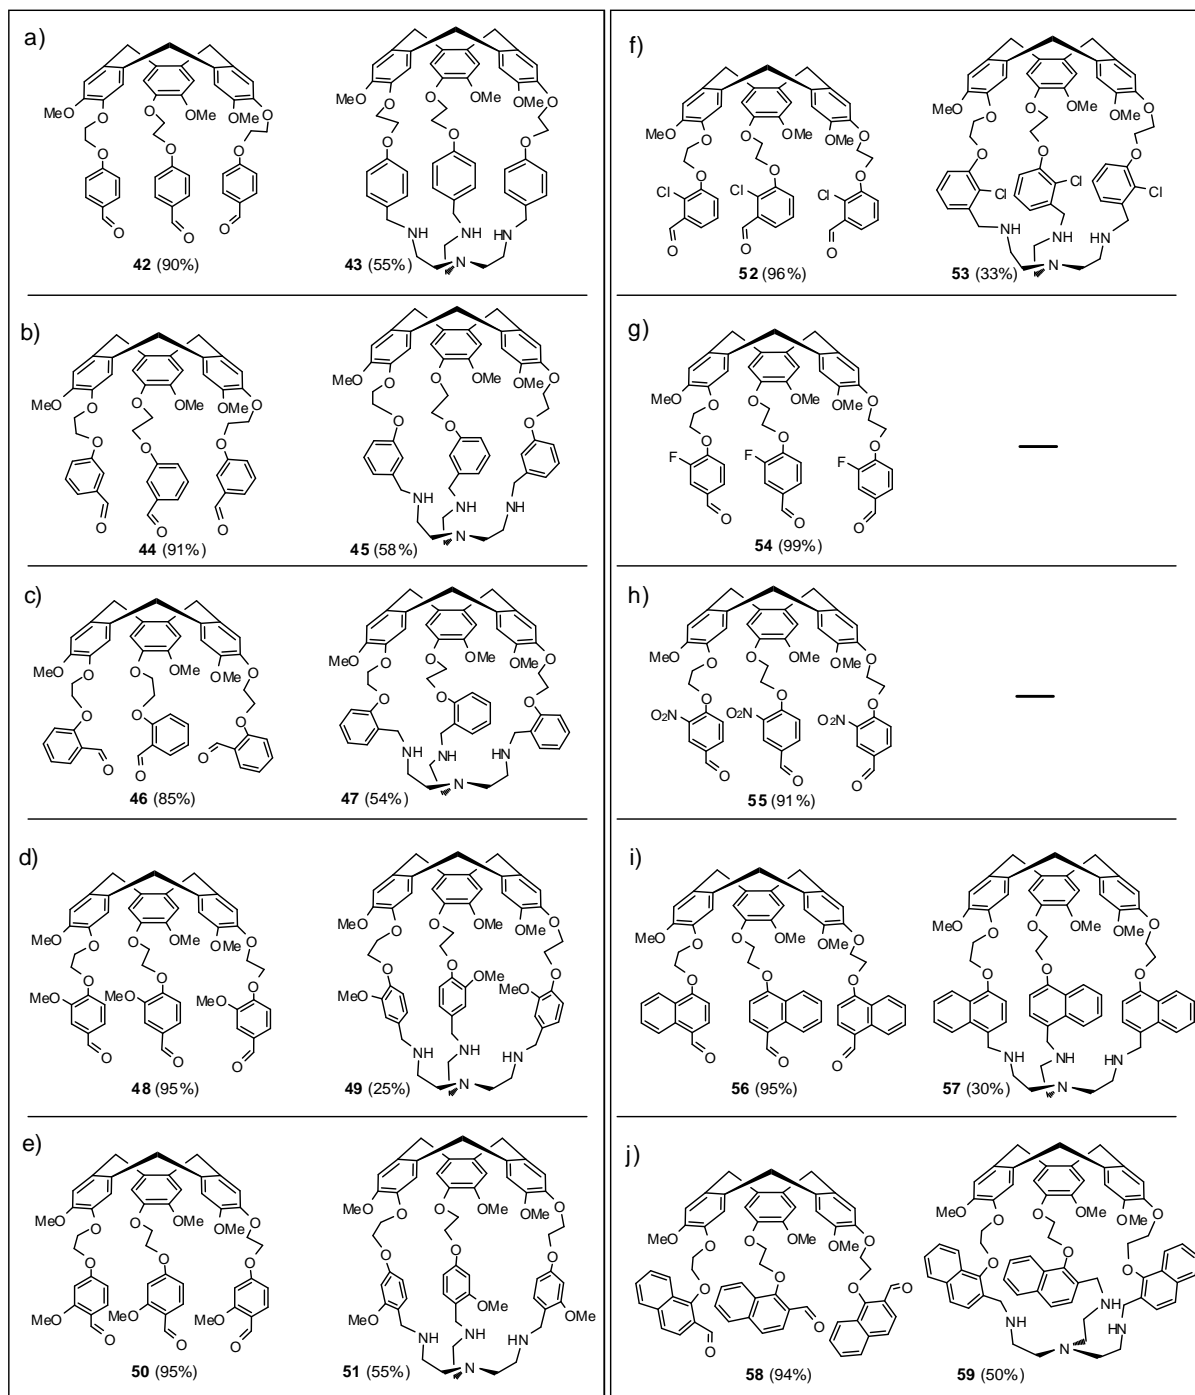 a)
MeO O O OMe OMe O
O O O
O O O
42 (90%)
MeO O O OMe OMe O
O O O
NH NH HN
N
43 (55%)
b)
MeO O O OMe OMe O
O O O
O O O
44 (91%)
MeO O O OMe OMe O
O O O
NH NH HN
N
45 (58%)
c)
MeO O O OMe OMe O
O O O
O O O
46 (85%)
MeO O O OMe OMe O
O O O
NH NH HN
N
47 (54%)
d)
MeO O O OMe OMe O
O O O
MeO MeO MeO
O O O
48 (95%)
MeO O O OMe OMe O
O O O
MeO OMe MeO
NH NH HN
N
49 (25%)
e)
MeO O O OMe OMe O
O O O
MeO MeO MeO
O O O
50 (95%)
MeO O O OMe OMe O
O O O
MeO OMe OMe
NH NH HN
N
51 (55%)
f)
MeO O O OMe OMe O
O O O
Cl Cl Cl
O O O
52 (96%)
MeO O O OMe OMe O
O O O
Cl Cl Cl
NH NH HN
N
53 (33%)
g)
MeO O O OMe OMe O
O O O
F F F
O O O
54 (99%)
h)
MeO O O OMe OMe O
O O O
NO2 NO2 NO2
O O O
55 (91%)
i)
MeO O O OMe OMe O
O O O
O O O
56 (95%)
MeO O O OMe OMe O
O O O
NH NH HN
N
57 (30%)
j)
MeO O O OMe OMe O
O O O
O O O
58 (94%)
MeO O O OMe OMe O
O O O
NH NH HN
N
59 (50%)